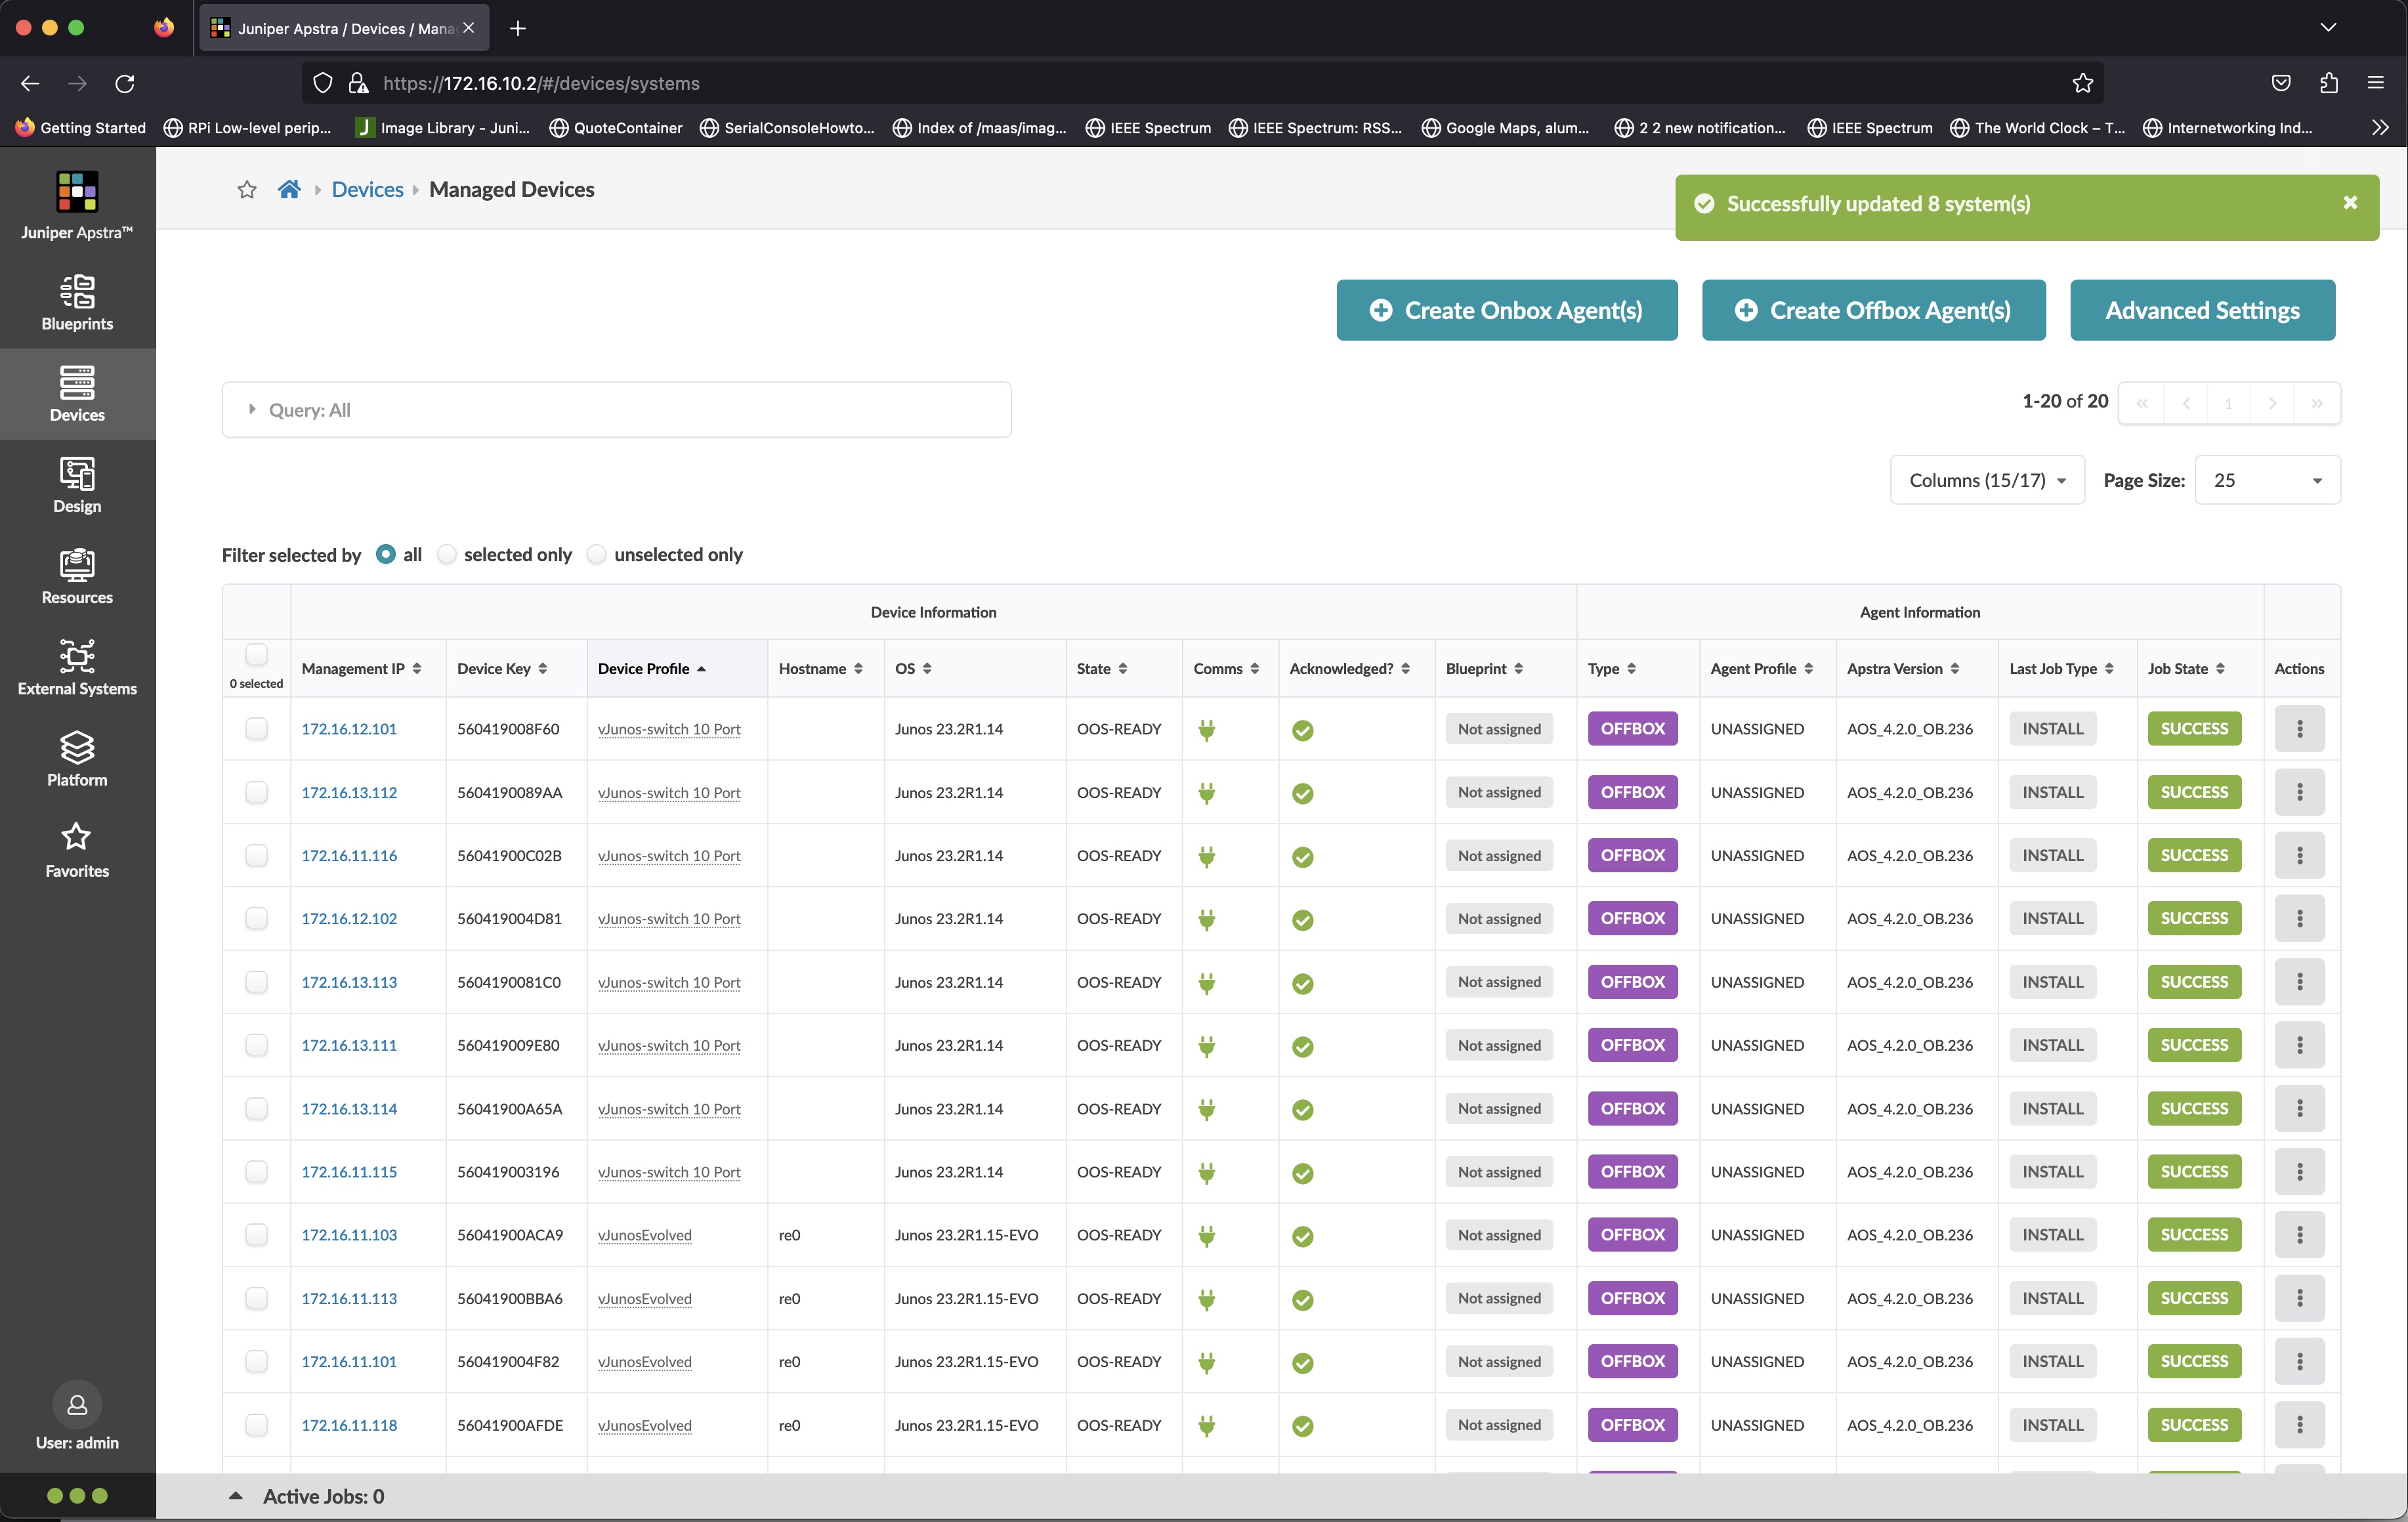 Juniper Apstra / Devices / Mana
https://172.16.10.2/#/devices/systems
Getting Started RPi Low-level perip... J Image Library - Juni... QuoteContainer SerialConsoleHowto... Index of /maas/imag... IEEE Spectrum IEEE Spectrum: RSS... Google Maps, alum... 2 2 new notification... IEEE Spectrum The World Clock – T... Internetworking Ind...
Juniper Apstra™
Blueprints
Devices
Design
Resources
External Systems
Platform
Favorites
User: admin
Devices Managed Devices
Successfully updated 8 system(s)
Create Onbox Agent(s) Create Offbox Agent(s) Advanced Settings
Query: All
1-20 of 20 « < 1 > »
Columns (15/17) Page Size: 25
Filter selected by all selected only unselected only
Device Information Agent Information
0 selected Management IP Device Key Device Profile Hostname OS State Comms Acknowledged? Blueprint Type Agent Profile Apstra Version Last Job Type Job State Actions
172.16.12.101 560419008F60 vJunos-switch 10 Port Junos 23.2R1.14 OOS-READY Not assigned OFFBOX UNASSIGNED AOS_4.2.0_OB.236 INSTALL SUCCESS
172.16.13.112 5604190089AA vJunos-switch 10 Port Junos 23.2R1.14 OOS-READY Not assigned OFFBOX UNASSIGNED AOS_4.2.0_OB.236 INSTALL SUCCESS
172.16.11.116 56041900C02B vJunos-switch 10 Port Junos 23.2R1.14 OOS-READY Not assigned OFFBOX UNASSIGNED AOS_4.2.0_OB.236 INSTALL SUCCESS
172.16.12.102 560419004D81 vJunos-switch 10 Port Junos 23.2R1.14 OOS-READY Not assigned OFFBOX UNASSIGNED AOS_4.2.0_OB.236 INSTALL SUCCESS
172.16.13.113 5604190081C0 vJunos-switch 10 Port Junos 23.2R1.14 OOS-READY Not assigned OFFBOX UNASSIGNED AOS_4.2.0_OB.236 INSTALL SUCCESS
172.16.13.111 560419009E80 vJunos-switch 10 Port Junos 23.2R1.14 OOS-READY Not assigned OFFBOX UNASSIGNED AOS_4.2.0_OB.236 INSTALL SUCCESS
172.16.13.114 56041900A65A vJunos-switch 10 Port Junos 23.2R1.14 OOS-READY Not assigned OFFBOX UNASSIGNED AOS_4.2.0_OB.236 INSTALL SUCCESS
172.16.11.115 560419003196 vJunos-switch 10 Port Junos 23.2R1.14 OOS-READY Not assigned OFFBOX UNASSIGNED AOS_4.2.0_OB.236 INSTALL SUCCESS
172.16.11.103 56041900ACA9 vJunosEvolved re0 Junos 23.2R1.15-EVO OOS-READY Not assigned OFFBOX UNASSIGNED AOS_4.2.0_OB.236 INSTALL SUCCESS
172.16.11.113 56041900BBA6 vJunosEvolved re0 Junos 23.2R1.15-EVO OOS-READY Not assigned OFFBOX UNASSIGNED AOS_4.2.0_OB.236 INSTALL SUCCESS
172.16.11.101 560419004F82 vJunosEvolved re0 Junos 23.2R1.15-EVO OOS-READY Not assigned OFFBOX UNASSIGNED AOS_4.2.0_OB.236 INSTALL SUCCESS
172.16.11.118 56041900AFDE vJunosEvolved re0 Junos 23.2R1.15-EVO OOS-READY Not assigned OFFBOX UNASSIGNED AOS_4.2.0_OB.236 INSTALL SUCCESS
Active Jobs: 0